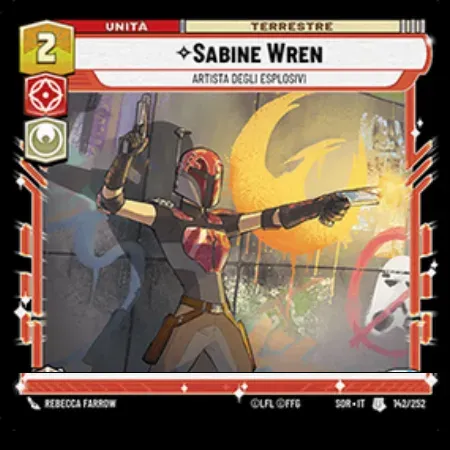 UNITÀ
TERRESTRE
2
SABINE WREN
ARTISTA DEGLI ESPLOSIVI
REBECCA FARROW
©LFL ©FFG
SOR • IT
142/252